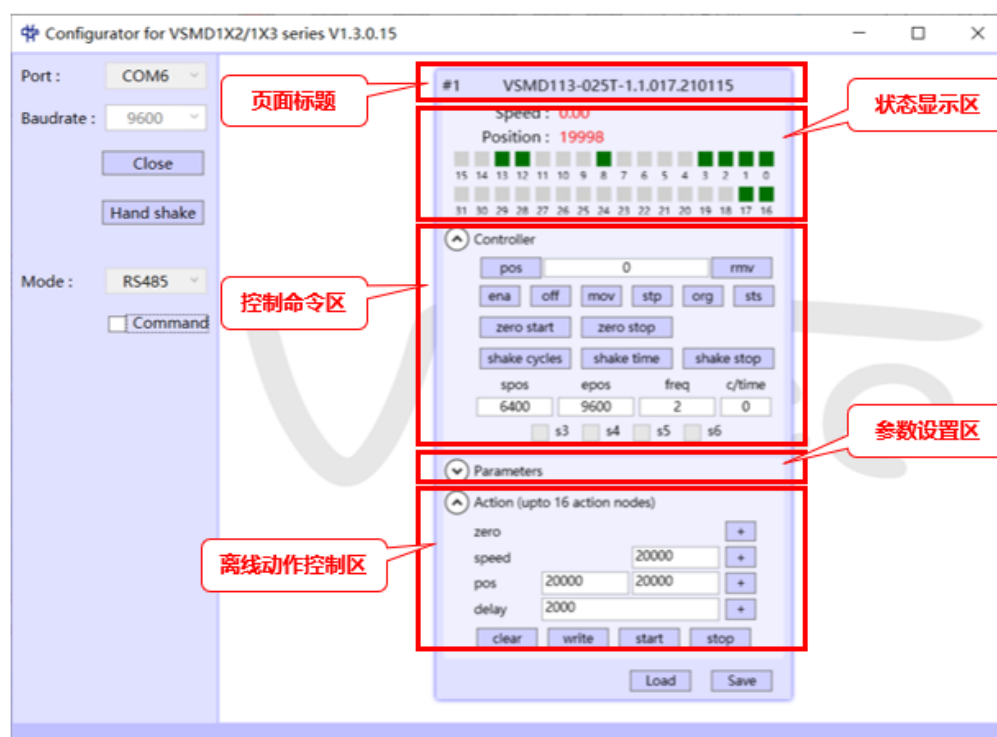 Configurator for VSMD1X2/1X3 series V1.3.0.15
Port : COM6
Baudrate : 9600
Close
Hand shake
Mode : RS485
Command
页面标题
状态显示区
控制命令区
参数设置区
离线动作控制区
#1 VSMD113-025T-1.1.017.210115
Speed : 0.00
Position : 19998
15 14 13 12 11 10 9 8 7 6 5 4 3 2 1 0
31 30 29 28 27 26 25 24 23 22 21 20 19 18 17 16
Controller
pos 0 rmv
ena off mov stp org sts
zero start zero stop
shake cycles shake time shake stop
spos epos freq c/time
6400 9600 2 0
s3 s4 s5 s6
Parameters
Action (upto 16 action nodes)
zero +
speed 20000 +
pos 20000 20000 +
delay 2000 +
clear write start stop
Load Save